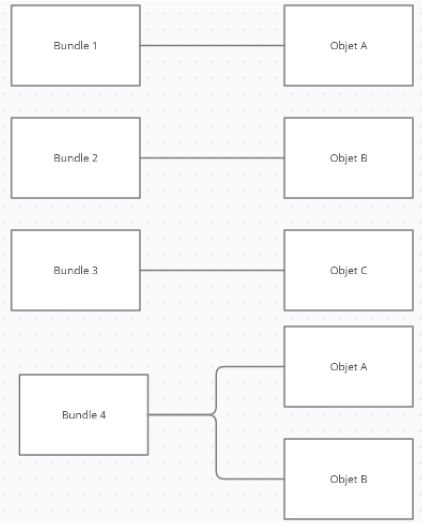 Bundle 1
Objet A
Bundle 2
Objet B
Bundle 3
Objet C
Objet A
Bundle 4
Objet B